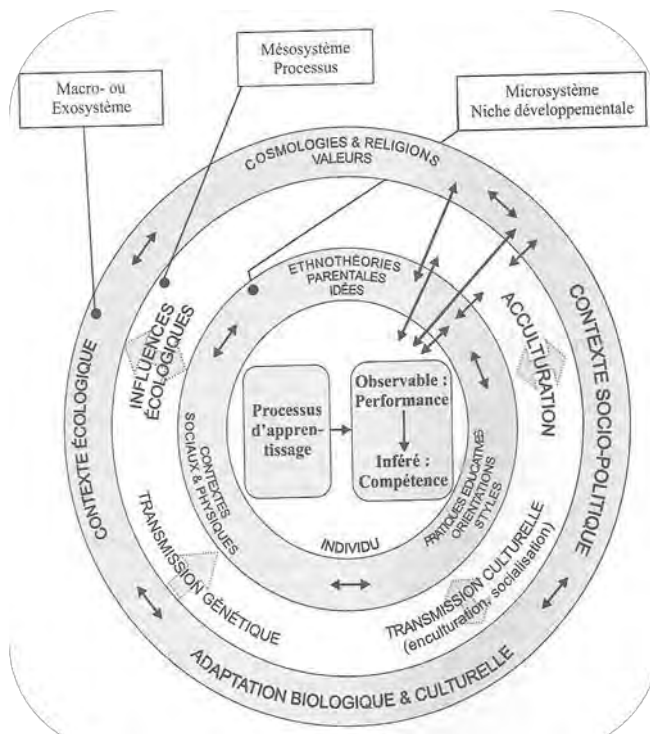 Mésosystème
Processus
Macro- ou
Exosystème
Microsystème
Niche développementale
COSMOLOGIES & RELIGIONS
VALEURS
ETHNOTHÉORIES
PARENTALES
IDÉES
INFLUENCES
ÉCOLOGIQUES
ACCULTURATION
CONTEXTE ÉCOLOGIQUE
CONTEXTE SOCIO-POLITIQUE
Processus
d'appren-
tissage
Observable :
Performance
Inféré :
Compétence
CONTEXTES
SOCIAUX & PHYSIQUES
PRATIQUES EDUCATIVES
ORIENTATIONS
STYLES
INDIVIDU
TRANSMISSION GÉNÉTIQUE
TRANSMISSION CULTURELLE
(enculturation, socialisation)
ADAPTATION BIOLOGIQUE & CULTURELLE